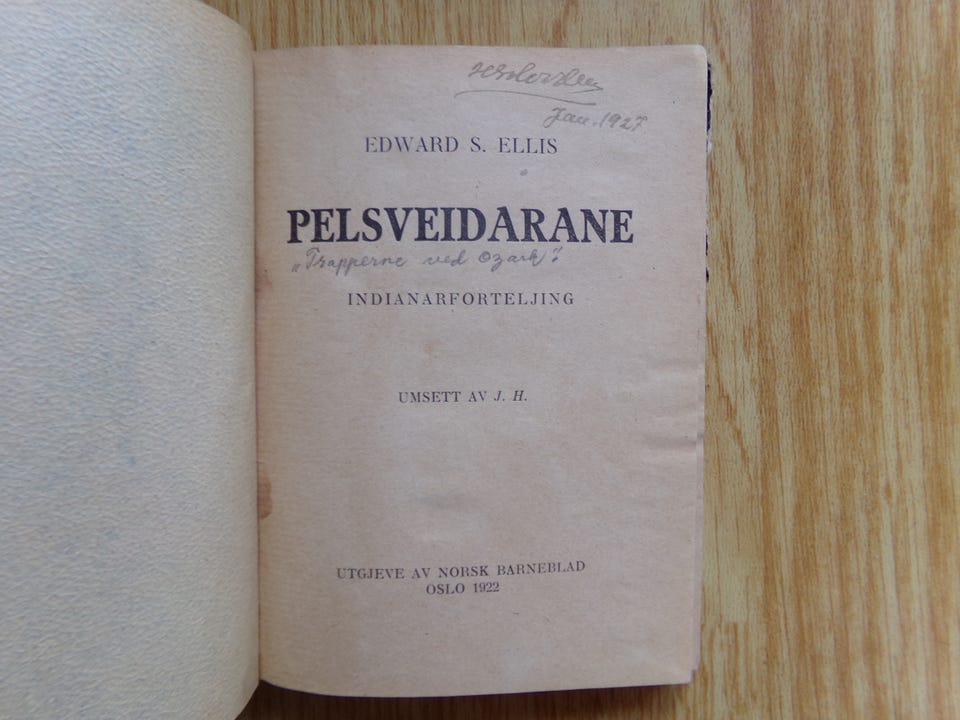 Jan. 1927
EDWARD S. ELLIS
PELSVEIDARANE
„Trapperne ved Ozark".
INDIANARFORTELJING
UMSETT AV J. H.
UTGJEVE AV NORSK BARNEBLAD
OSLO 1922